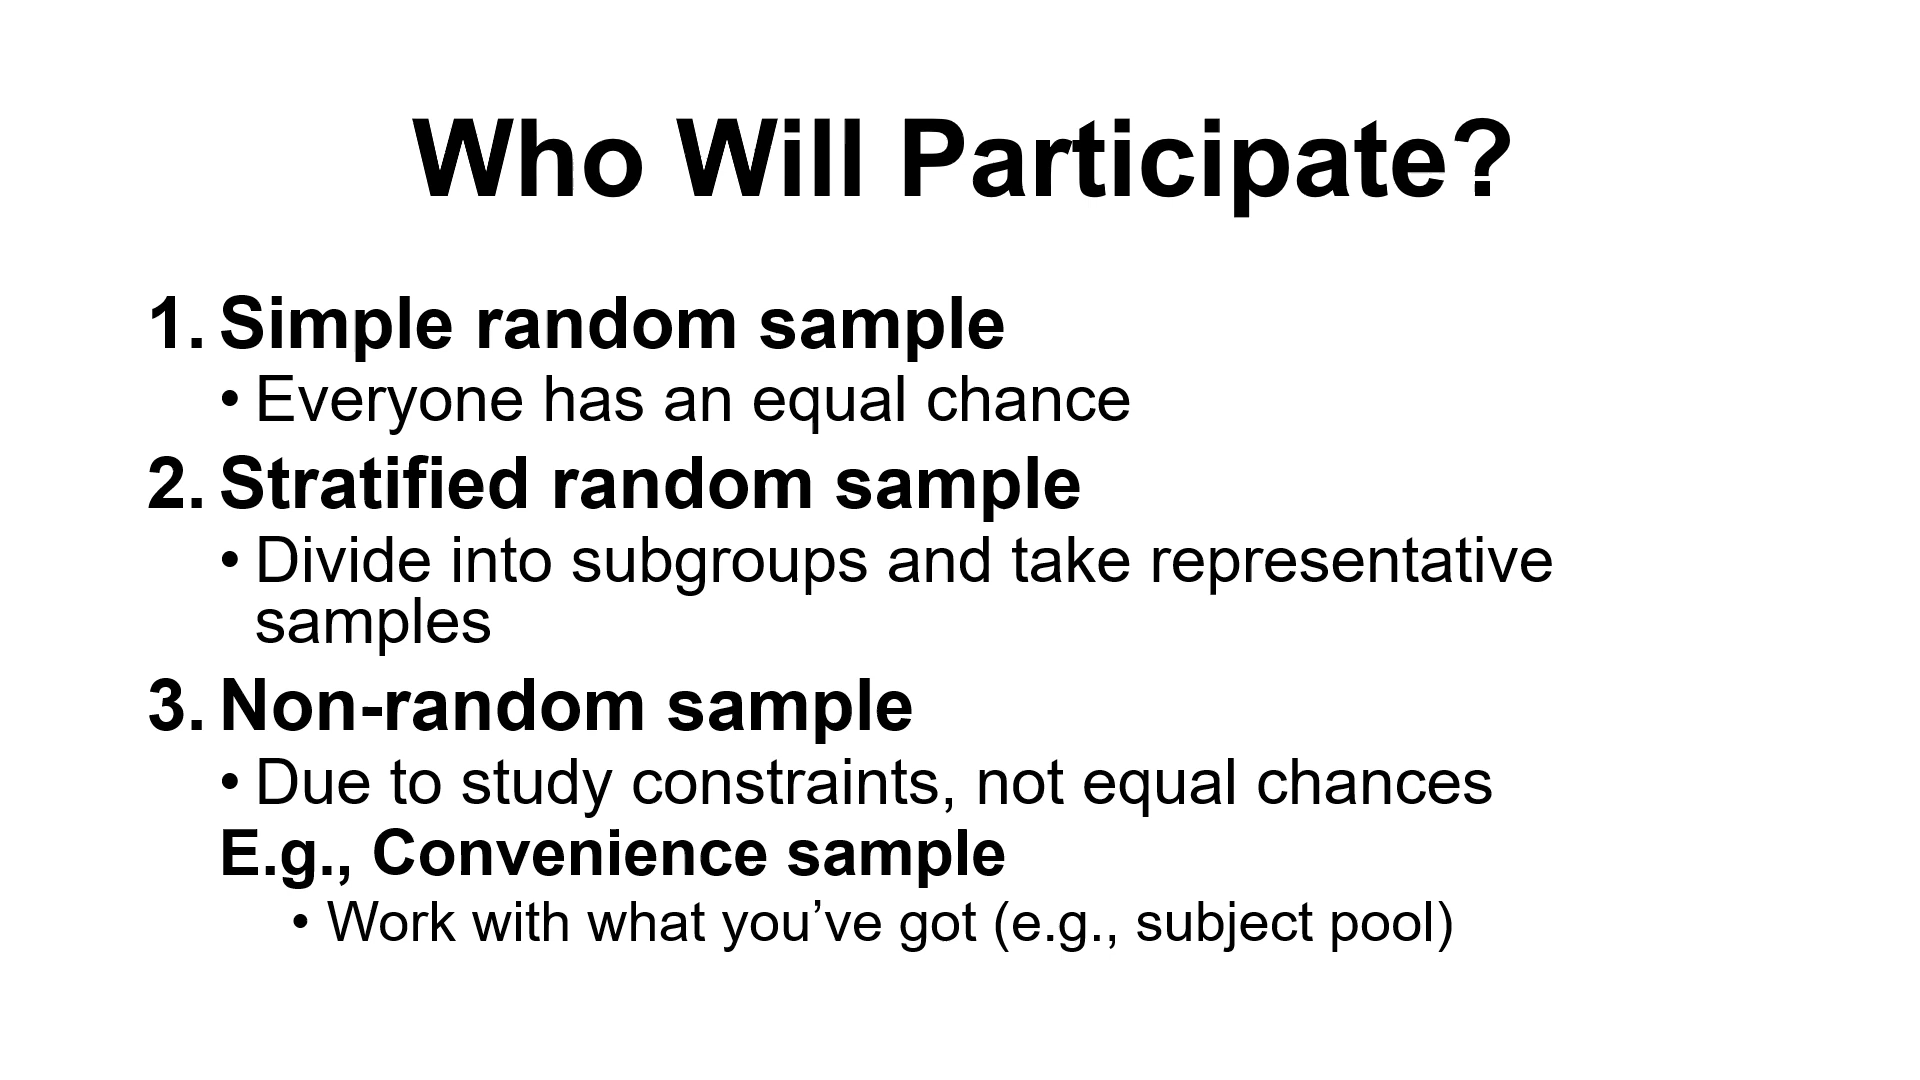 Who Will Participate?
1. Simple random sample
• Everyone has an equal chance
2. Stratified random sample
• Divide into subgroups and take representative
samples
3. Non-random sample
• Due to study constraints, not equal chances
E.g., Convenience sample
• Work with what you’ve got (e.g., subject pool)